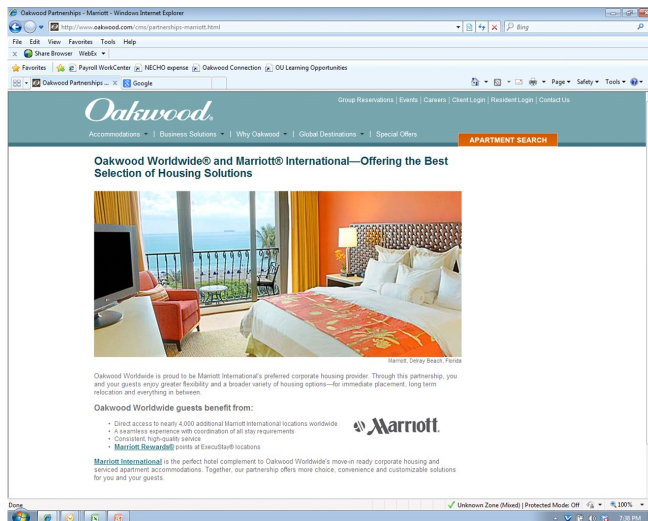 Oakwood Partnerships - Marriott - Windows Internet Explorer
http://www.oakwood.com/cms/partnerships-marriott.html
Bing
File Edit View Favorites Tools Help
x Share Browser WebEx
Favorites Payroll WorkCenter NECHO expense Oakwood Connection OU Learning Opportunities
Oakwood Partnerships ... X Google
Page Safety Tools
Group Reservations | Events | Careers | Client Login | Resident Login | Contact Us
Oakwood®
Accommodations | Business Solutions | Why Oakwood | Global Destinations | Special Offers
APARTMENT SEARCH
Oakwood Worldwide® and Marriott® International—Offering the Best
Selection of Housing Solutions
Marriott, Delray Beach, Florida
Oakwood Worldwide is proud to be Marriott International's preferred corporate housing provider. Through this partnership, you
and your guests enjoy greater flexibility and a broader variety of housing options—for immediate placement, long term
relocation and everything in between.
Oakwood Worldwide guests benefit from:
• Direct access to nearly 4,000 additional Marriott International locations worldwide
• A seamless experience with coordination of all stay requirements
• Consistent, high-quality service
• Marriott Rewards® points at ExecuStay® locations
Marriott.
Marriott International is the perfect hotel complement to Oakwood Worldwide's move-in ready corporate housing and
serviced apartment accommodations. Together, our partnership offers more choice, convenience and customizable solutions
for you and your guests.
Done
Unknown Zone (Mixed) | Protected Mode: Off
100%
7:38 PM